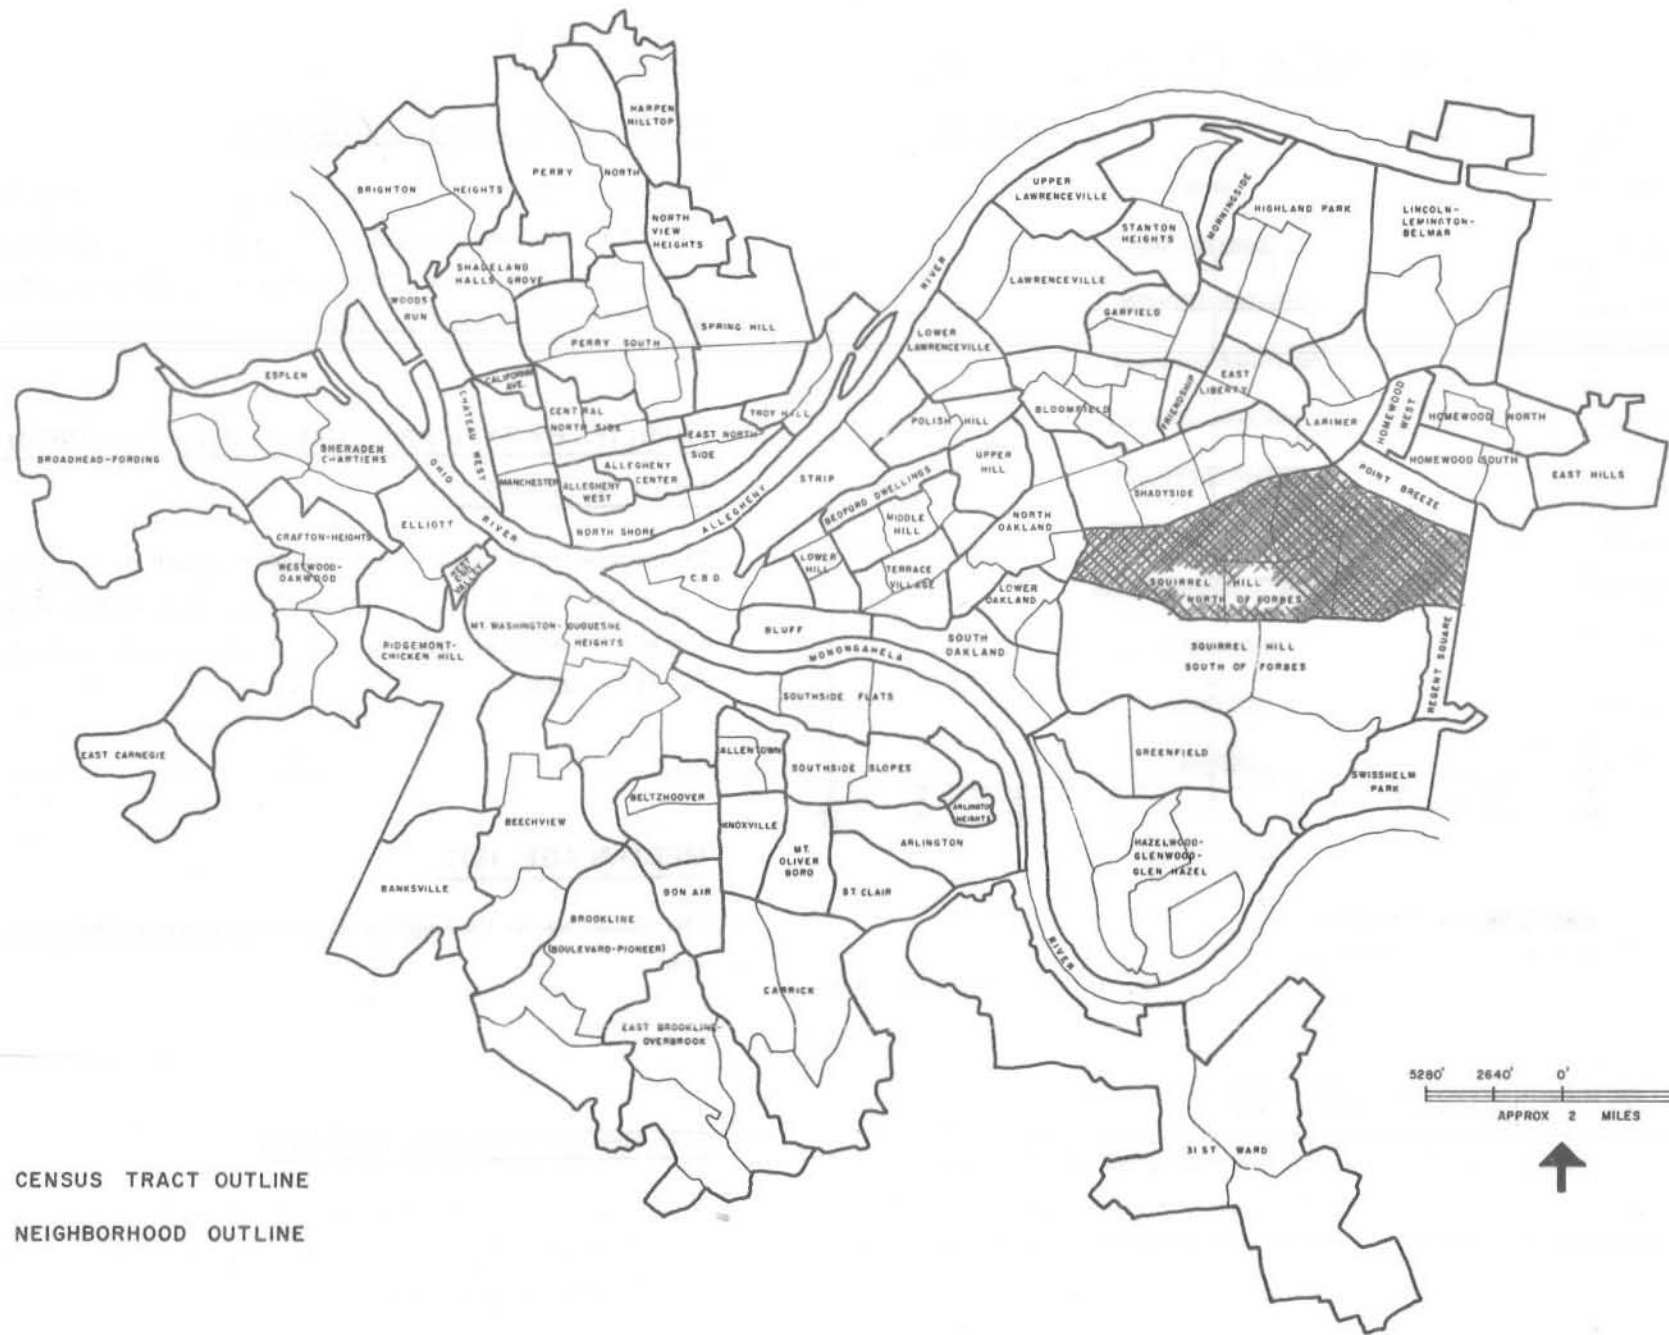 HARPEN
HILLTOP
PERRY NORTH
BRIGHTON HEIGHTS
NORTH
VIEW
HEIGHTS
SHADELAND
HALLS GROVE
WOODS
RUN
SPRING HILL
PERRY SOUTH
CALIFORNIA
AVE.
CHATEAU WEST
CENTRAL
NORTH SIDE
TROY HILL
EAST NORTH
SIDE
ALLEGHENY
CENTER
MANCHESTER
ALLEGHENY
WEST
NORTH SHORE
ESPLEN
BROADHEAD-FORDING
SHERADEN
CHARTIERS
OHIO RIVER
ALLEGHENY RIVER
ELLIOTT
CRAFTON-HEIGHTS
WESTWOOD-
OAKWOOD
WEST
END
VALLEY
RIDGEMONT-
CHICKEN HILL
MT. WASHINGTON-DUQUESNE
HEIGHTS
EAST CARNEGIE
UPPER
LAWRENCEVILLE
STANTON
HEIGHTS
MORNINGSIDE
HIGHLAND PARK
LINCOLN-
LEMINGTON-
BELMAR
LAWRENCEVILLE
GARFIELD
LOWER
LAWRENCEVILLE
EAST
LIBERTY
FRIENDSHIP
BLOOMFIELD
POLISH HILL
LARIMER
HOMEWOOD
WEST
HOMEWOOD NORTH
HOMEWOOD SOUTH
EAST HILLS
POINT BREEZE
STRIP
UPPER
HILL
BEDFORD DWELLINGS
MIDDLE
HILL
SHADYSIDE
NORTH
OAKLAND
LOWER
HILL
TERRACE
VILLAGE
C.B.D.
LOWER
OAKLAND
SQUIRREL HILL
NORTH OF FORBES
BLUFF
SOUTH
OAKLAND
MONONGAHELA
RIVER
SQUIRREL HILL
SOUTH OF FORBES
REGENT SQUARE
SOUTHSIDE FLATS
ALLENTOWN
SOUTHSIDE SLOPES
GREENFIELD
SWISSHELM
PARK
BELTZHOOVER
BEECHVIEW
KNOXVILLE
ARLINGTON
HEIGHTS
ARLINGTON
MT.
OLIVER
BORO
ST. CLAIR
HAZELWOOD-
GLENWOOD-
GLEN HAZEL
BANKSVILLE
BON AIR
BROOKLINE
(BOULEVARD-PIONEER)
CARRICK
EAST BROOKLINE-
OVERBROOK
31 ST WARD
5280' 2640' 0'
APPROX 2 MILES
CENSUS TRACT OUTLINE
NEIGHBORHOOD OUTLINE